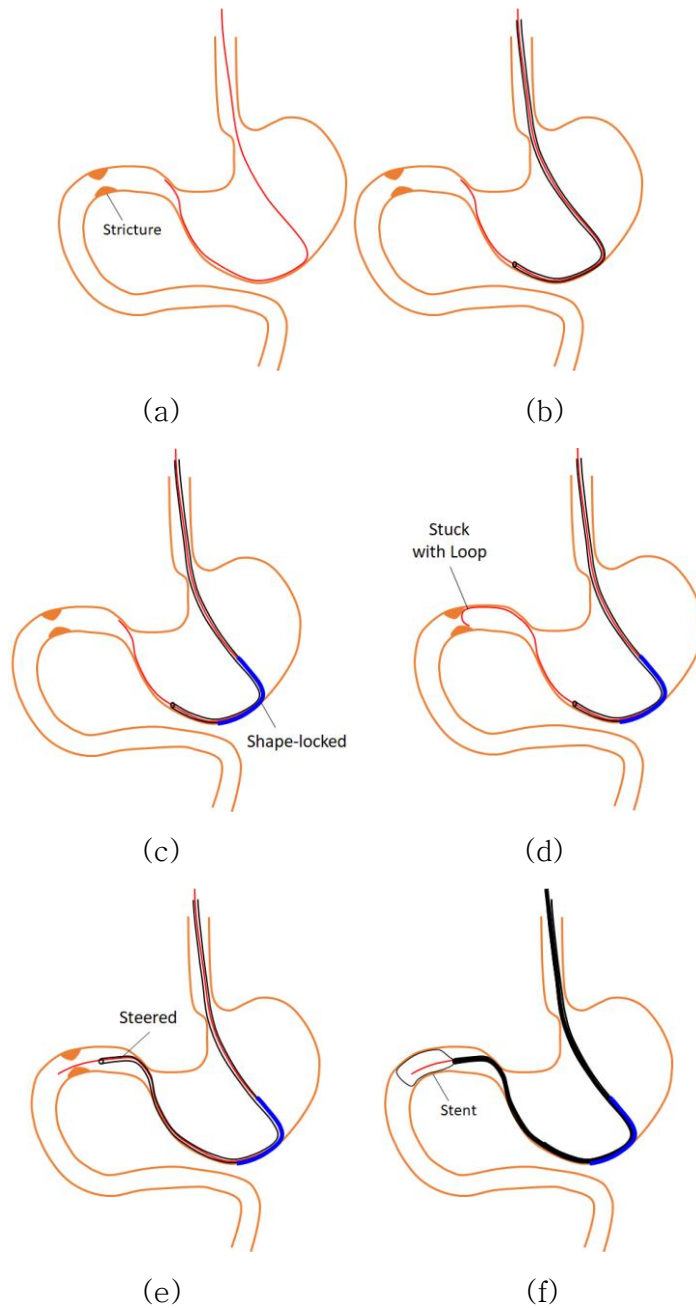 Stricture
(a)
(b)
Shape-locked
(c)
Stuck
with Loop
(d)
Steered
(e)
Stent
(f)